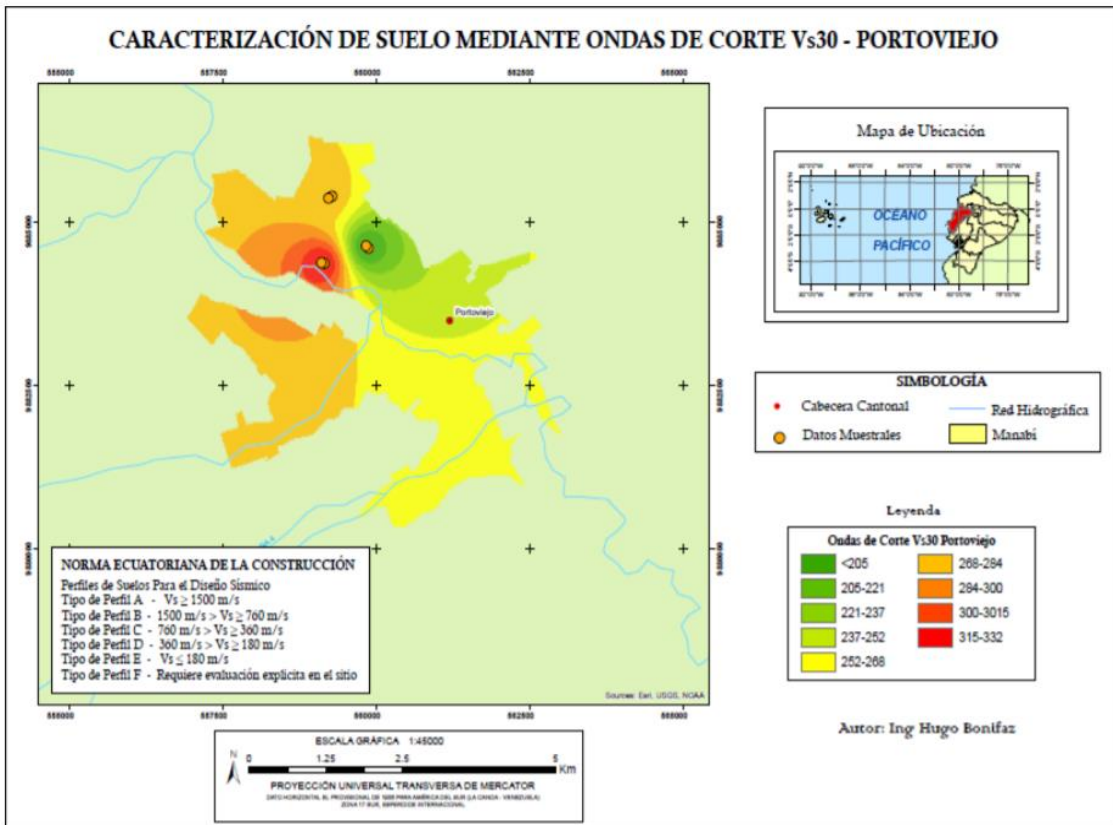 CARACTERIZACIÓN DE SUELO MEDIANTE ONDAS DE CORTE Vs30 - PORTOVIEJO
557500 560000 562500
Portoviejo
NORMA ECUATORIANA DE LA CONSTRUCCIÓN
Perfiles de Suelos Para el Diseño Sísmico
Tipo de Perfil A - Vs ≥ 1500 m/s
Tipo de Perfil B - 1500 m/s > Vs ≥ 760 m/s
Tipo de Perfil C - 760 m/s > Vs ≥ 360 m/s
Tipo de Perfil D - 360 m/s > Vs ≥ 180 m/s
Tipo de Perfil E - Vs ≤ 180 m/s
Tipo de Perfil F - Requiere evaluación explicita en el sitio
Sources: Esri, USGS, NOAA
557500 560000 562500
ESCALA GRÁFICA 1:45000
N
0 1.25 2.5 5
Km
PROYECCIÓN UNIVERSAL TRANSVERSA DE MERCATOR
Mapa de Ubicación
OCÉANO
PACÍFICO
SIMBOLOGÍA
Cabecera Cantonal
Red Hidrográfica
Datos Muestrales
Manabí
Leyenda
Ondas de Corte Vs30 Portoviejo
<205
268-284
205-221
284-300
221-237
300-3015
237-252
315-332
252-268
Autor: Ing Hugo Bonifaz